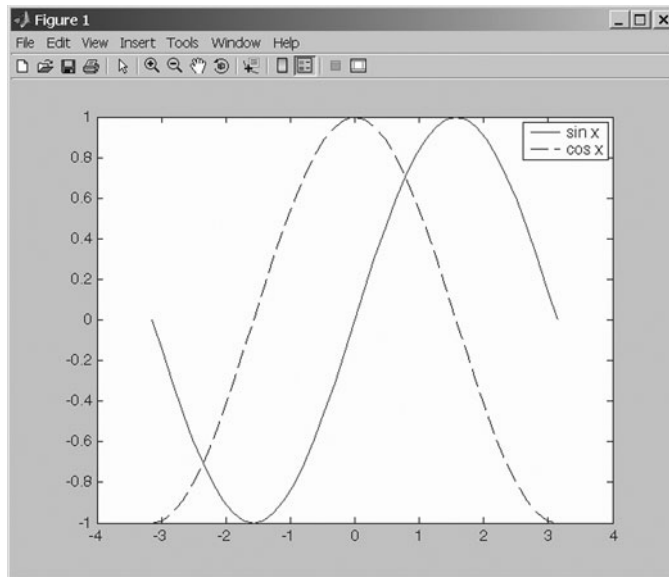 Figure 1
File Edit View Insert Tools Window Help
1
0.8
0.6
0.4
0.2
0
-0.2
-0.4
-0.6
-0.8
-1
sin x
cos x
-4 -3 -2 -1 0 1 2 3 4